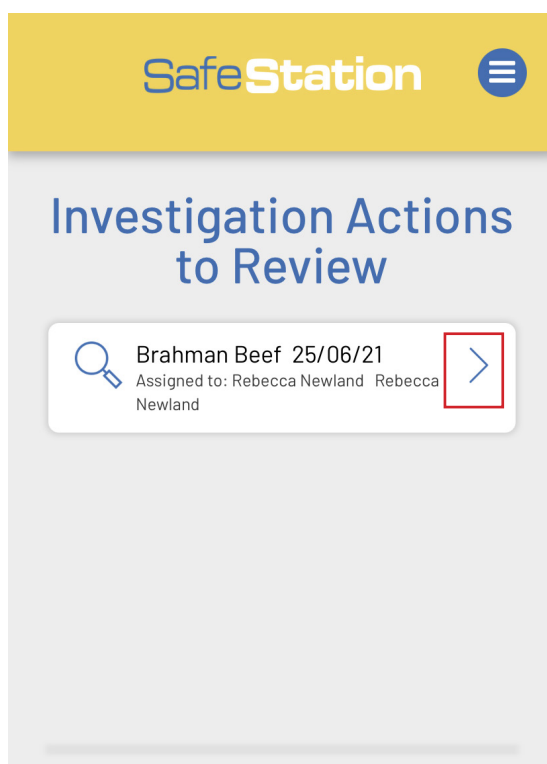 SafeStation
Investigation Actions
to Review
Brahman Beef 25/06/21
Assigned to: Rebecca Newland Rebecca
Newland